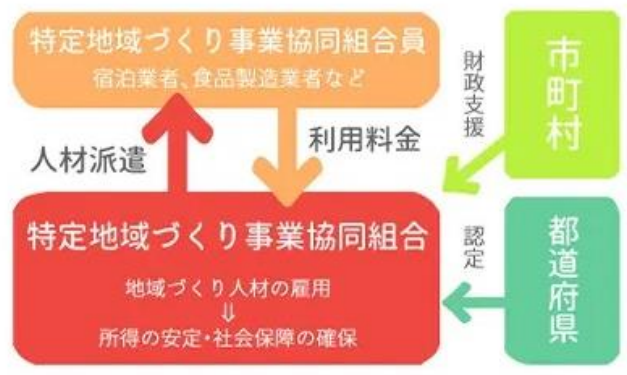 特定地域づくり事業協同組合員
宿泊業者、食品製造業者など
人材派遣
利用料金
財政支援
市町村
特定地域づくり事業協同組合
地域づくり人材の雇用
⇓
所得の安定・社会保障の確保
認定
都道府県